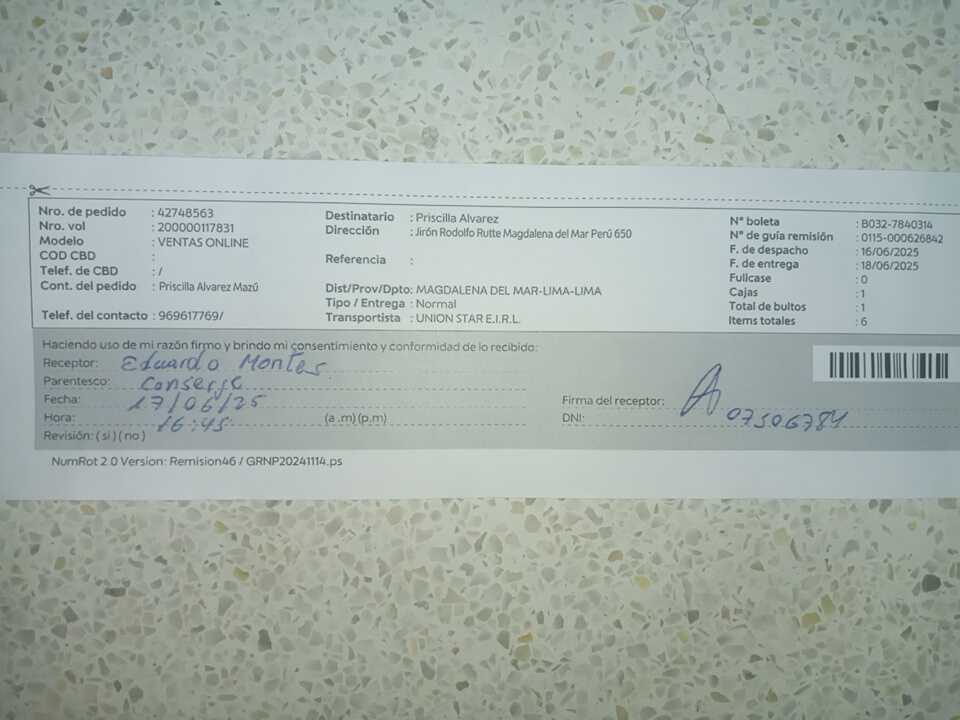 Nro. de pedido : 42748563
Nro. vol : 200000117831
Modelo : VENTAS ONLINE
COD CBD :
Telef. de CBD : /
Cont. del pedido : Priscilla Alvarez Mazú
Telef. del contacto : 969617769/
Destinatario : Priscilla Alvarez
Dirección : Jirón Rodolfo Rutte Magdalena del Mar Perú 650
Referencia :
Dist/Prov/Dpto: MAGDALENA DEL MAR-LIMA-LIMA
Tipo / Entrega : Normal
Transportista : UNION STAR E.I.R.L.
N° boleta : B032-7840314
N° de guía remisión : 0115-000626842
F. de despacho : 16/06/2025
F. de entrega : 18/06/2025
Fullcase : 0
Cajas : 1
Total de bultos : 1
Items totales : 6
Haciendo uso de mi razón firmo y brindo mi consentimiento y conformidad de lo recibido:
Receptor: Eduardo Montes
Parentesco: Conserje
Fecha: 17/06/25
Hora: 16:45 (a .m) (p.m)
Revisión: ( si ) ( no )
Firma del receptor:
DNI: 07506784
NumRot 2.0 Version: Remision46 / GRNP20241114.ps